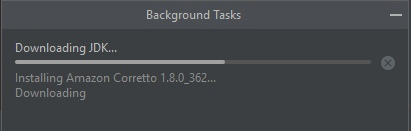 Background Tasks
Downloading JDK...
Installing Amazon Corretto 1.8.0_362...
Downloading